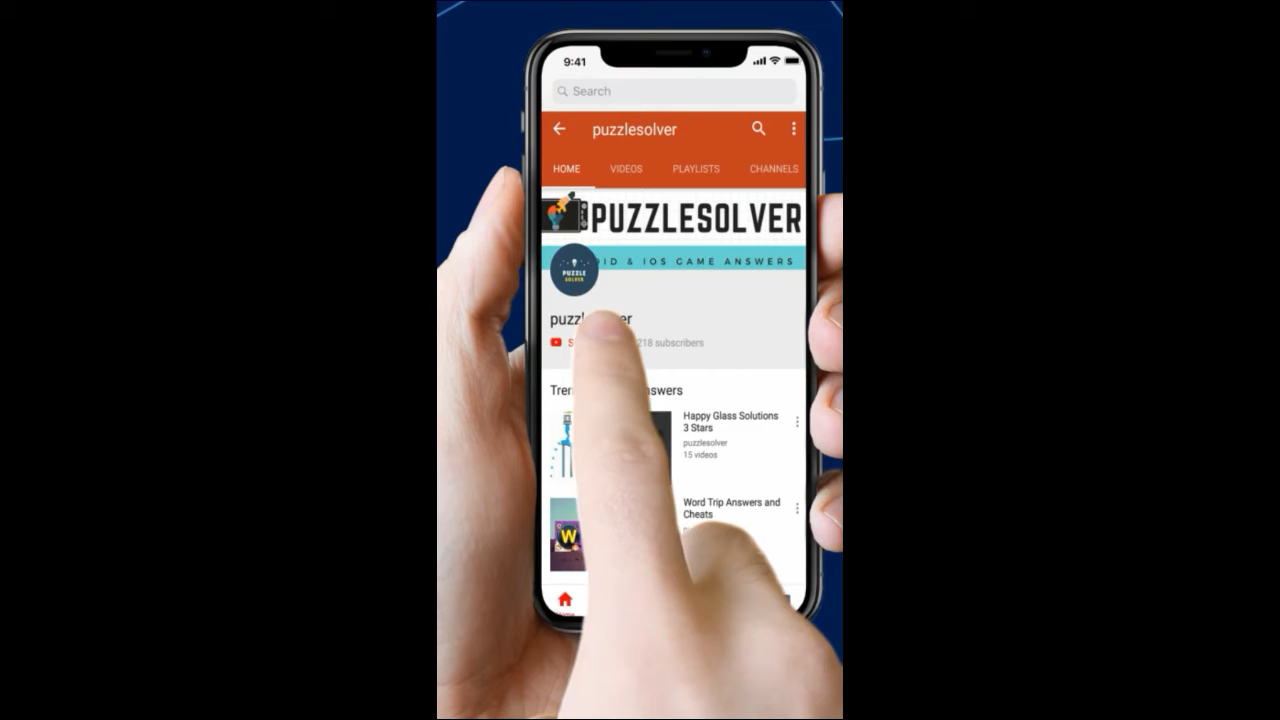 9:41
Search
puzzlesolver
HOME VIDEOS PLAYLISTS CHANNELS
PUZZLESOLVER
& IOS GAME ANSWERS
PUZZLE
SOLVER
218 subscribers
Happy Glass Solutions
3 Stars
puzzlesolver
15 videos
Word Trip Answers and
Cheats
W